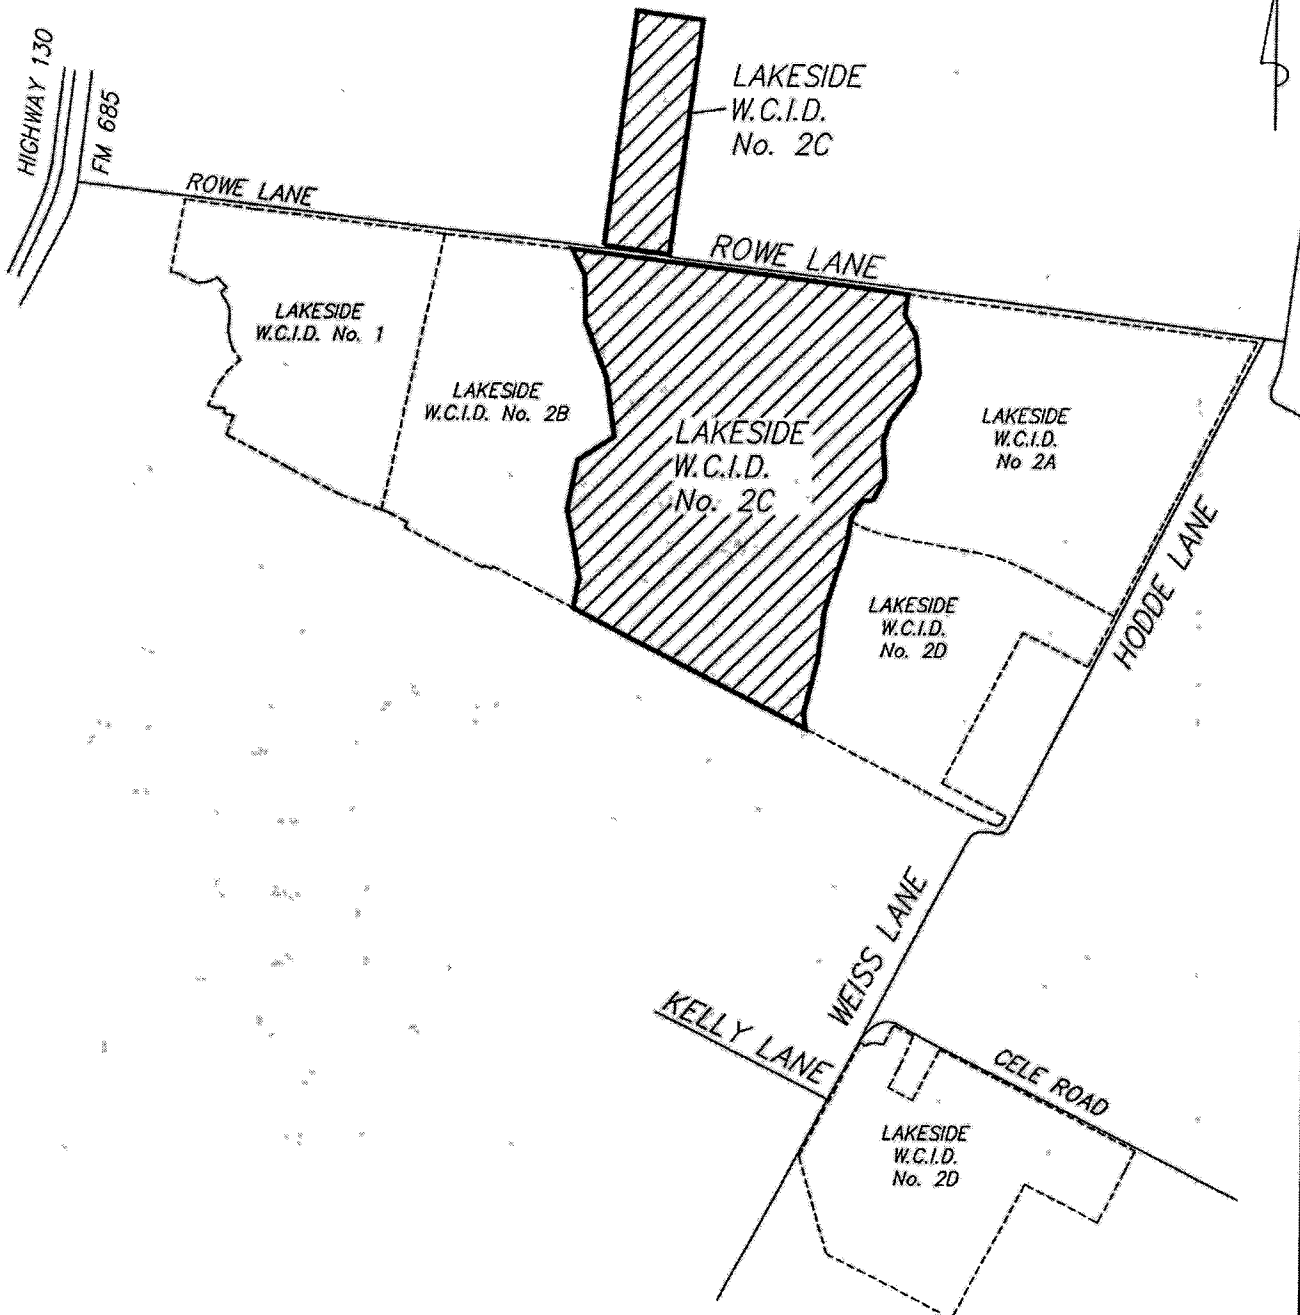 HIGHWAY 130
FM 685
LAKESIDE
W.C.I.D.
No. 2C
ROWE LANE
ROWE LANE
LAKESIDE
W.C.I.D. No. 1
LAKESIDE
W.C.I.D. No. 2B
LAKESIDE
W.C.I.D.
No. 2C
LAKESIDE
W.C.I.D.
No 2A
HODDE LANE
LAKESIDE
W.C.I.D.
No. 2D
WEISS LANE
KELLY LANE
CELE ROAD
LAKESIDE
W.C.I.D.
No. 2D